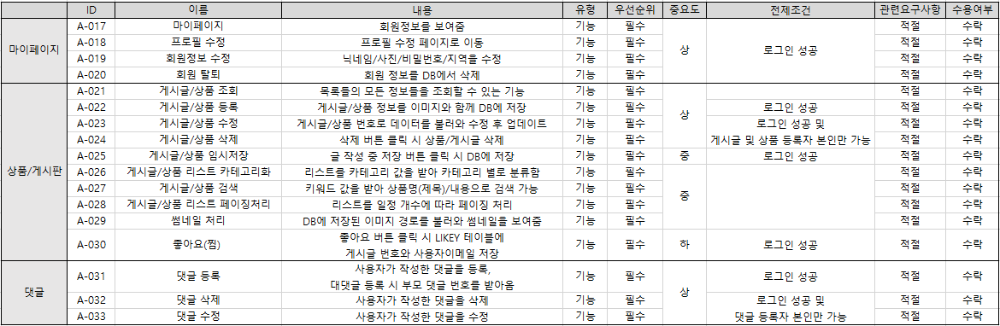 ID 이름 내용 유형 우선순위 중요도 전제조건 관련요구사항 수용여부
마이페이지 A-017 마이페이지 회원정보를 보여줌 기능 필수 상 로그인 성공 적절 수락
A-018 프로필 수정 프로필 수정 페이지로 이동 기능 필수 적절 수락
A-019 회원정보 수정 닉네임/사진/비밀번호/지역을 수정 기능 필수 적절 수락
A-020 회원 탈퇴 회원 정보를 DB에서 삭제 기능 필수 적절 수락
상품/게시판 A-021 게시글/상품 조회 목록들의 모든 정보들을 조회할 수 있는 기능 기능 필수 상 적절 수락
A-022 게시글/상품 등록 게시글/상품 정보를 이미지와 함께 DB에 저장 기능 필수 로그인 성공 적절 수락
A-023 게시글/상품 수정 게시글/상품 번호로 데이터를 불러와 수정 후 업데이트 기능 필수 로그인 성공 및 적절 수락
A-024 게시글/상품 삭제 삭제 버튼 클릭 시 상품/게시글 삭제 기능 필수 게시글 및 상품 등록자 본인만 가능 적절 수락
A-025 게시글/상품 임시저장 글 작성 중 저장 버튼 클릭 시 DB에 저장 기능 필수 중 로그인 성공 적절 수락
A-026 게시글/상품 리스트 카테고리화 리스트를 카테고리 값을 받아 카테고리 별로 분류함 기능 필수 중 적절 수락
A-027 게시글/상품 검색 키워드 값을 받아 상품명(제목)/내용으로 검색 가능 기능 필수 적절 수락
A-028 게시글/상품 리스트 페이징처리 리스트를 일정 개수에 따라 페이징 처리 기능 필수 적절 수락
A-029 썸네일 처리 DB에 저장된 이미지 경로를 불러와 썸네일을 보여줌 기능 필수 적절 수락
A-030 좋아요(찜) 좋아요 버튼 클릭 시 LIKEY 테이블에 기능 필수 하 로그인 성공 적절 수락
게시글 번호와 사용자이메일 저장
댓글 A-031 댓글 등록 사용자가 작성한 댓글을 등록, 기능 필수 상 로그인 성공 적절 수락
대댓글 등록 시 부모 댓글 번호를 받아옴
A-032 댓글 삭제 사용자가 작성한 댓글을 삭제 기능 필수 로그인 성공 및 적절 수락
A-033 댓글 수정 사용자가 작성한 댓글을 수정 기능 필수 댓글 등록자 본인만 가능 적절 수락